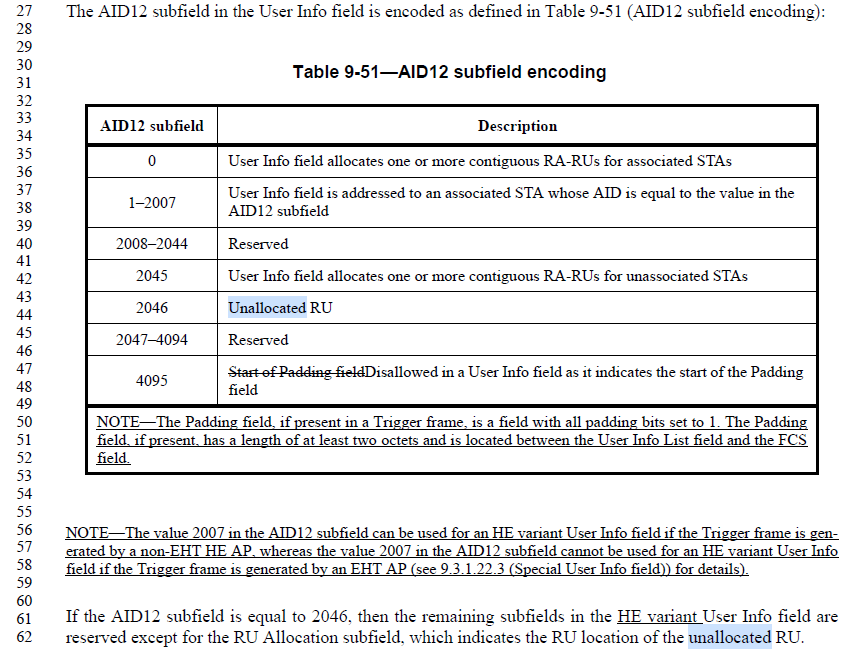 27 The AID12 subfield in the User Info field is encoded as defined in Table 9-51 (AID12 subfield encoding):
28
29
30 Table 9-51—AID12 subfield encoding
31
32
33 AID12 subfield Description
34
35 0 User Info field allocates one or more contiguous RA-RUs for associated STAs
36
37 1–2007 User Info field is addressed to an associated STA whose AID is equal to the value in the
38 AID12 subfield
39
40 2008–2044 Reserved
41
42 2045 User Info field allocates one or more contiguous RA-RUs for unassociated STAs
43
44 2046 Unallocated RU
45 2047–4094 Reserved
46
47 4095 Start of Padding fieldDisallowed in a User Info field as it indicates the start of the Padding
48 field
49
50 NOTE—The Padding field, if present in a Trigger frame, is a field with all padding bits set to 1. The Padding
51 field, if present, has a length of at least two octets and is located between the User Info List field and the FCS
52 field.
53
54
55
56 NOTE—The value 2007 in the AID12 subfield can be used for an HE variant User Info field if the Trigger frame is gen-
57 erated by a non-EHT HE AP, whereas the value 2007 in the AID12 subfield cannot be used for an HE variant User Info
58 field if the Trigger frame is generated by an EHT AP (see 9.3.1.22.3 (Special User Info field)) for details).
59
60
61 If the AID12 subfield is equal to 2046, then the remaining subfields in the HE variant User Info field are
62 reserved except for the RU Allocation subfield, which indicates the RU location of the unallocated RU.